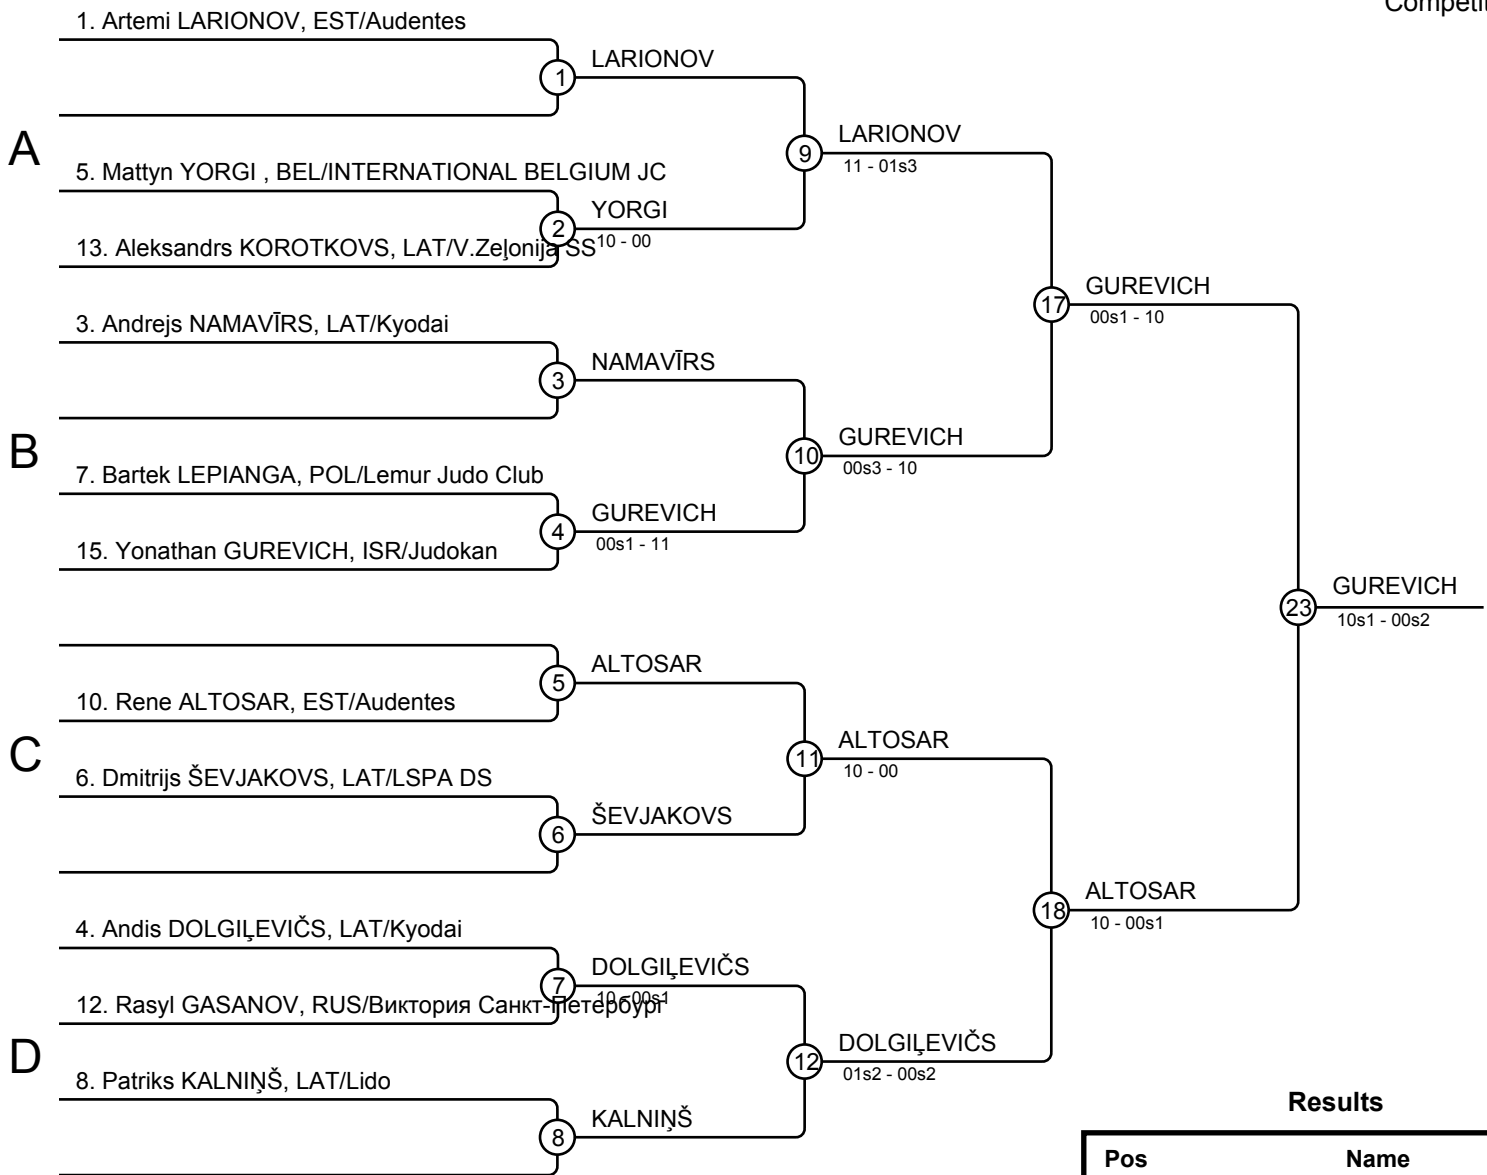 Competit
1. Artemi LARIONOV, EST/Audentes
1
LARIONOV
A
9
LARIONOV
11 - 01s3
5. Mattyn YORGI , BEL/INTERNATIONAL BELGIUM JC
2
YORGI
10 - 00
13. Aleksandrs KOROTKOVS, LAT/V.Zeļonija SS
17
GUREVICH
00s1 - 10
3. Andrejs NAMAVĪRS, LAT/Kyodai
3
NAMAVĪRS
B
10
GUREVICH
00s3 - 10
7. Bartek LEPIANGA, POL/Lemur Judo Club
4
GUREVICH
00s1 - 11
15. Yonathan GUREVICH, ISR/Judokan
23
GUREVICH
10s1 - 00s2
5
ALTOSAR
10. Rene ALTOSAR, EST/Audentes
C
11
ALTOSAR
10 - 00
6. Dmitrijs ŠEVJAKOVS, LAT/LSPA DS
6
ŠEVJAKOVS
18
ALTOSAR
10 - 00s1
4. Andis DOLGIĻEVIČS, LAT/Kyodai
7
DOLGIĻEVIČS
10 - 00s1
12. Rasyl GASANOV, RUS/Виктория Санкт-Петербург
D
12
DOLGIĻEVIČS
01s2 - 00s2
8. Patriks KALNIŅŠ, LAT/Lido
8
KALNIŅŠ
Results
Pos Name